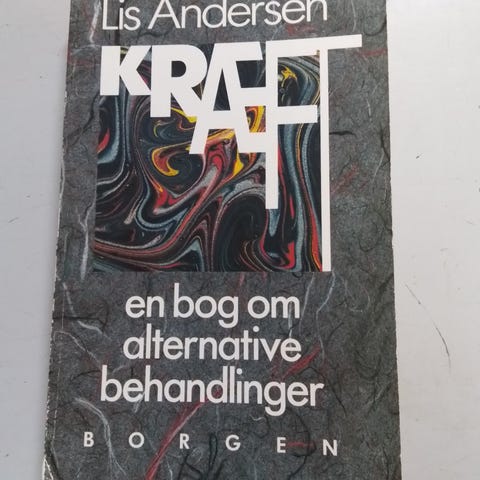 Lis Andersen
KRÆFT
en bog om
alternative
behandlinger
BORGEN